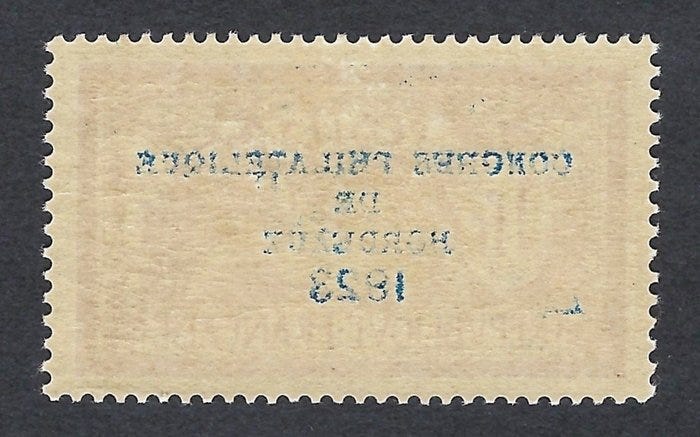 CONGRES PHILATELIQUE
DE
BORDEAUX
1923